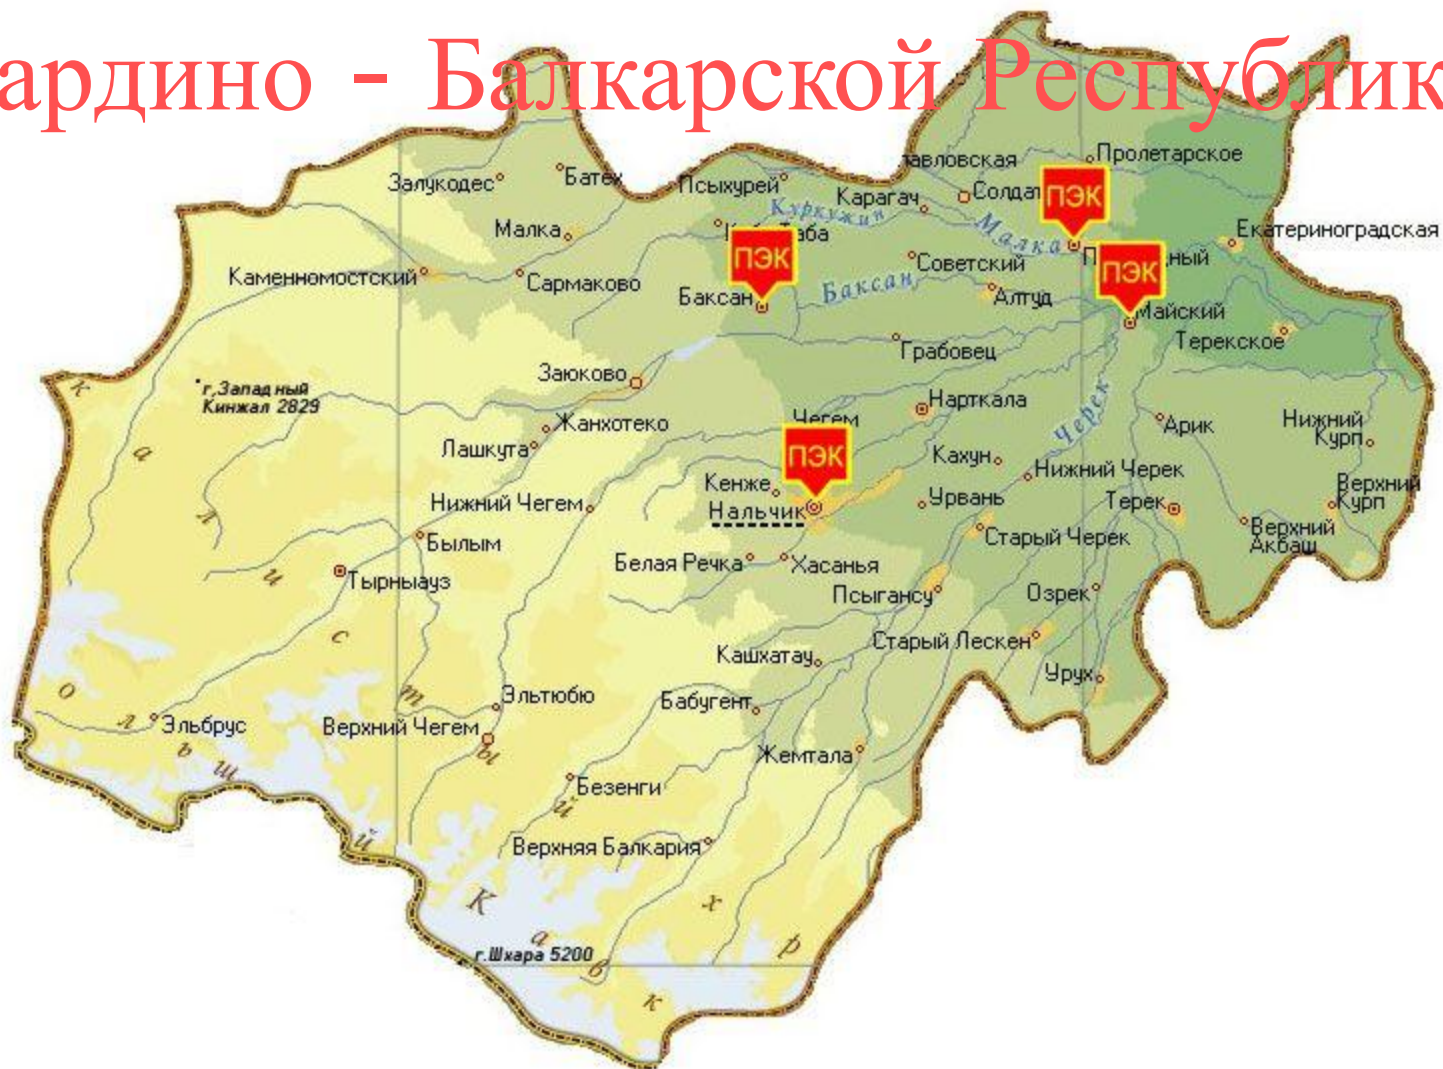 ардино - Балкарской Республик
Пролетарское
авловская
Залукодес
Батех
Псыхурей
Карагач
Солдат
ПЭК
Куркужин
Малка
Малка
Екатериноградская
ПЭК
ПЭК
Советский
ный
Каменномостский
Сармаково
Баксан
Баксан
Алтуд
Майский
Терекское
Грабовец
г.Западный
Кинжал 2829
Заюково
Нарткала
Черек
Жанхотеко
Чегем
Арик
Нижний
Курп
Лашкута
ПЭК
Кахун
Нижний Черек
Кенже
Верхний
Курп
Нижний Чегем
Нальчик
Урвань
Терек
Былым
Старый Черек
Верхний
Акбаш
Белая Речка
Хасанья
Тырныауз
Псыгансу
Озрек
Старый Лескен
Кашхатау
Урух
Эльтюбю
Бабугент
Эльбрус
Верхний Чегем
Жемтала
Безенги
Верхняя Балкария
г.Шхара 5200
С к а л и с т ы й
Б о л ь ш о й
К а в к
х р